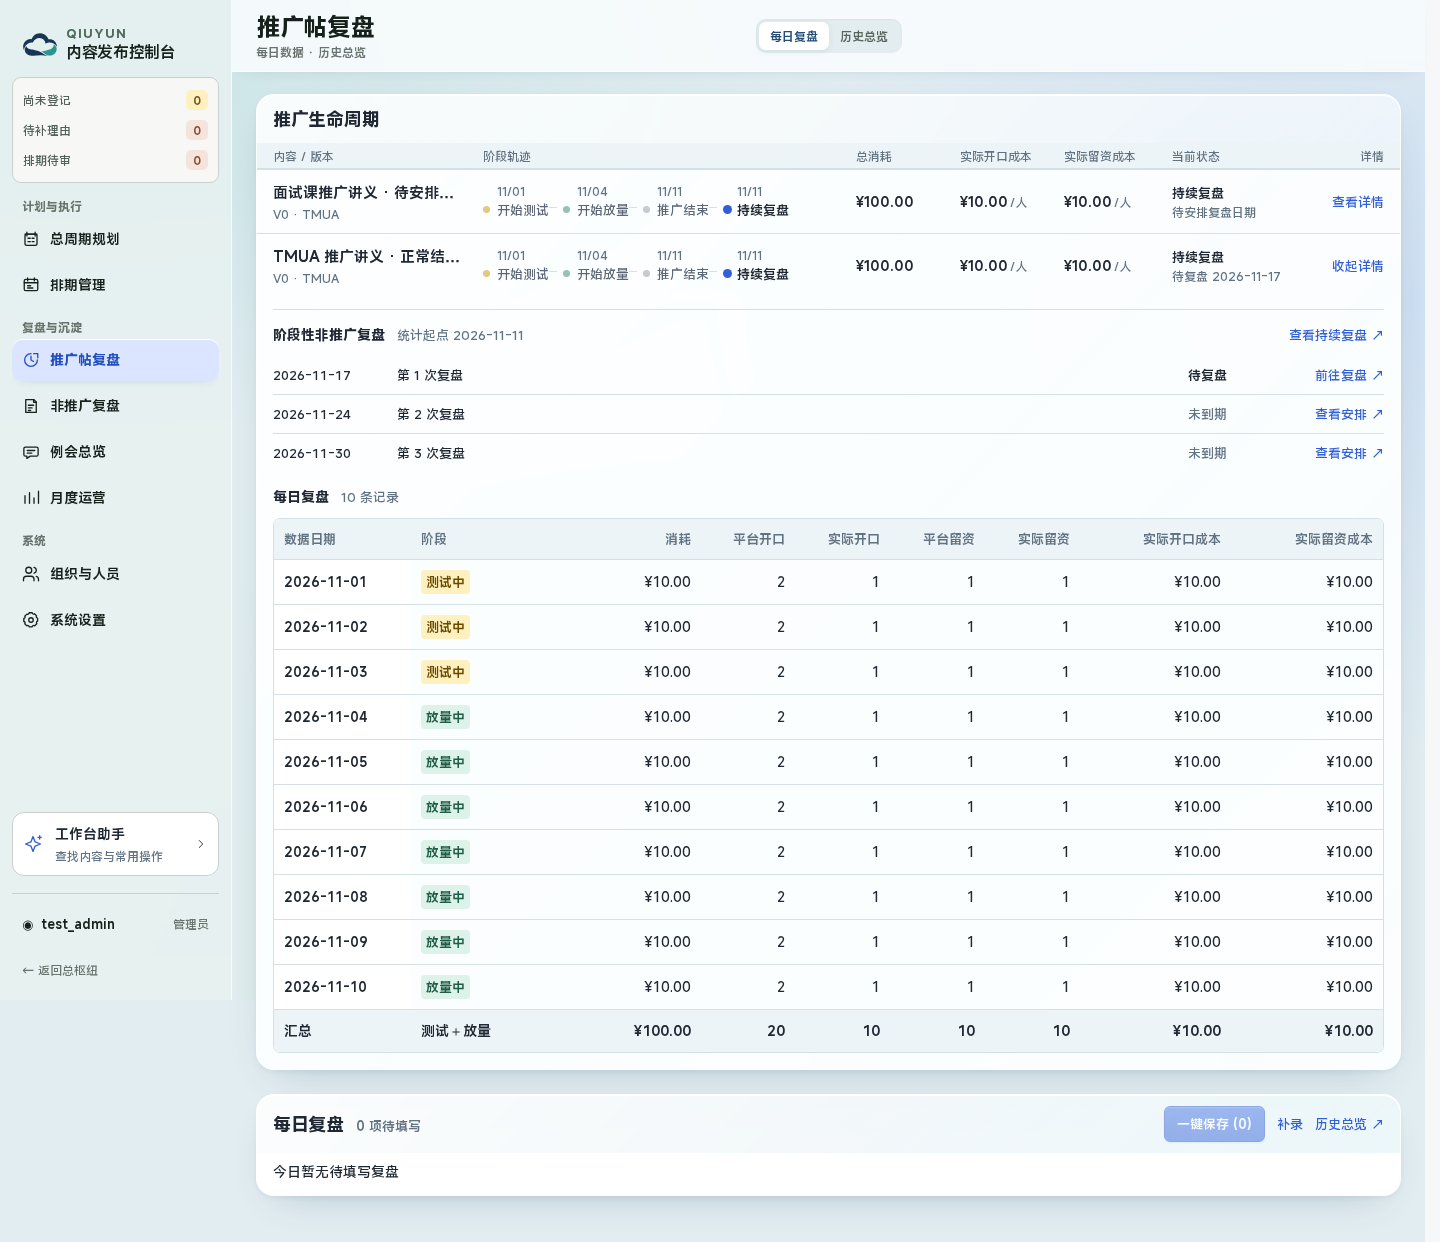 QIUYUN
内容发布控制台
尚未登记 0
待补理由 0
排期待审 0
计划与执行
总周期规划
排期管理
复盘与沉淀
推广帖复盘
非推广复盘
例会总览
月度运营
系统
组织与人员
系统设置
工作台助手
查找内容与常用操作
test_admin 管理员
← 返回总枢纽
推广帖复盘
每日数据 · 历史总览
每日复盘 历史总览
推广生命周期
内容 / 版本 阶段轨迹 总消耗 实际开口成本 实际留资成本 当前状态 详情
面试课推广讲义 · 待安排...
V0 · TMUA
11/01 11/04 11/11 11/11
开始测试 开始放量 推广结束 持续复盘
¥100.00 ¥10.00 /人 ¥10.00 /人
持续复盘
待安排复盘日期
查看详情
TMUA 推广讲义 · 正常结...
V0 · TMUA
11/01 11/04 11/11 11/11
开始测试 开始放量 推广结束 持续复盘
¥100.00 ¥10.00 /人 ¥10.00 /人
持续复盘
待复盘 2026-11-17
收起详情
阶段性非推广复盘 统计起点 2026-11-11 查看持续复盘 ↗
2026-11-17 第 1 次复盘 待复盘 前往复盘 ↗
2026-11-24 第 2 次复盘 未到期 查看安排 ↗
2026-11-30 第 3 次复盘 未到期 查看安排 ↗
每日复盘 10 条记录
数据日期 阶段 消耗 平台开口 实际开口 平台留资 实际留资 实际开口成本 实际留资成本
2026-11-01 测试中 ¥10.00 2 1 1 1 ¥10.00 ¥10.00
2026-11-02 测试中 ¥10.00 2 1 1 1 ¥10.00 ¥10.00
2026-11-03 测试中 ¥10.00 2 1 1 1 ¥10.00 ¥10.00
2026-11-04 放量中 ¥10.00 2 1 1 1 ¥10.00 ¥10.00
2026-11-05 放量中 ¥10.00 2 1 1 1 ¥10.00 ¥10.00
2026-11-06 放量中 ¥10.00 2 1 1 1 ¥10.00 ¥10.00
2026-11-07 放量中 ¥10.00 2 1 1 1 ¥10.00 ¥10.00
2026-11-08 放量中 ¥10.00 2 1 1 1 ¥10.00 ¥10.00
2026-11-09 放量中 ¥10.00 2 1 1 1 ¥10.00 ¥10.00
2026-11-10 放量中 ¥10.00 2 1 1 1 ¥10.00 ¥10.00
汇总 测试 + 放量 ¥100.00 20 10 10 10 ¥10.00 ¥10.00
每日复盘 0 项待填写 一键保存 (0) 补录 历史总览 ↗
今日暂无待填写复盘